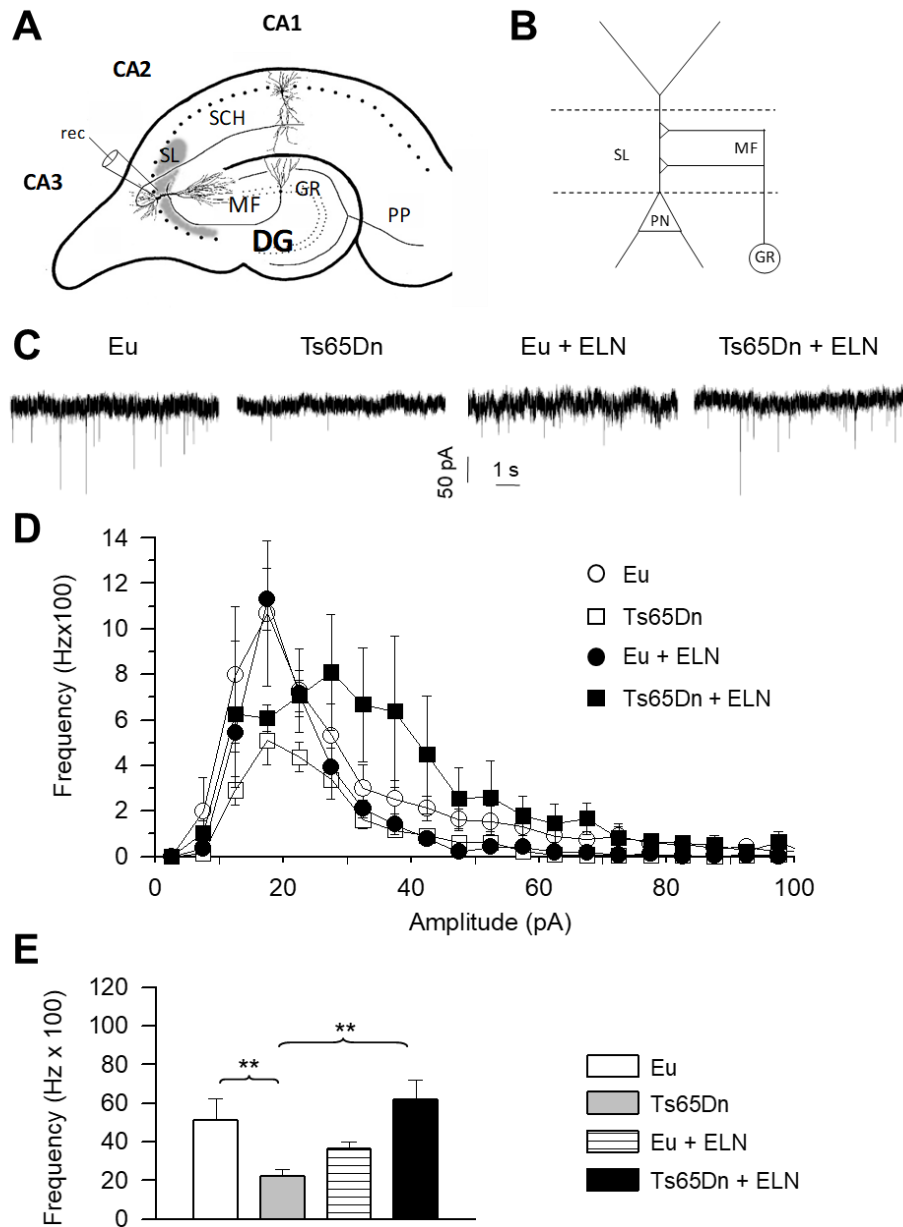 A
CA1
CA2
SCH
rec
SL
CA3
MF
GR
PP
DG
B
SL
MF
PN
GR
C
Eu
Ts65Dn
Eu + ELN
Ts65Dn + ELN
50 pA
1 s
D
Frequency (Hzx100)
14
12
10
8
6
4
2
0
0 20 40 60 80 100
Amplitude (pA)
Eu
Ts65Dn
Eu + ELN
Ts65Dn + ELN
E
Frequency (Hz x 100)
120
100
80
60
40
20
0
**
**
Eu
Ts65Dn
Eu + ELN
Ts65Dn + ELN